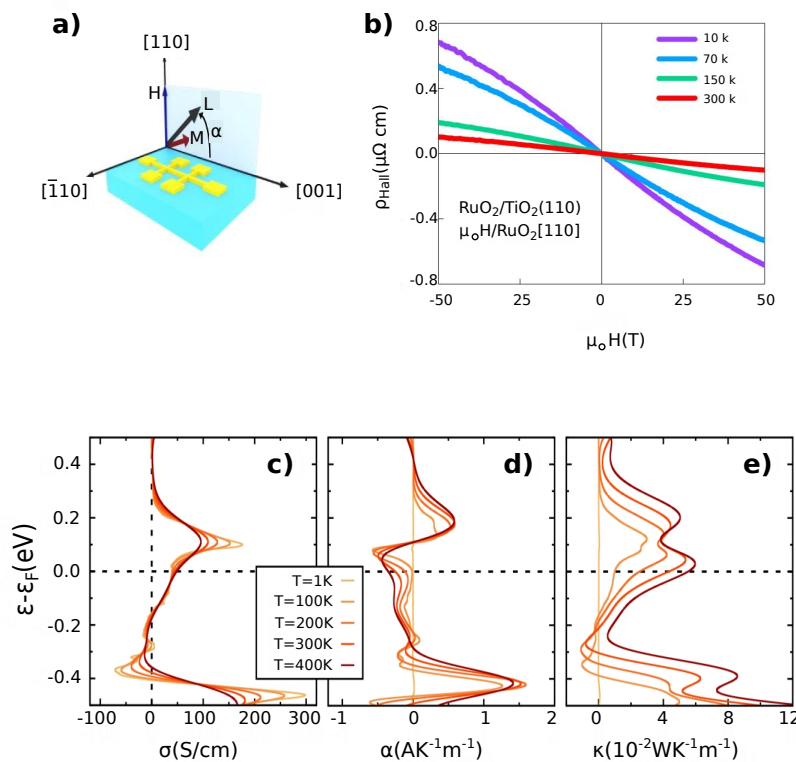 a)
[110]
H
L
α
M
[1̅10]
[001]
b)
0.8
0.4
0.0
-0.4
-0.8
ρHall(μΩ cm)
10 k
70 k
150 k
300 k
RuO2/TiO2(110)
μoH/RuO2[110]
-50
-25
0
25
50
μoH(T)
c)
d)
e)
0.4
0.2
0.0
-0.2
-0.4
ε-εF(eV)
T=1K
T=100K
T=200K
T=300K
T=400K
-100 0 100 200 300
σ(S/cm)
-1 0 1 2
α(AK-1m-1)
0 4 8 12
κ(10-2WK-1m-1)